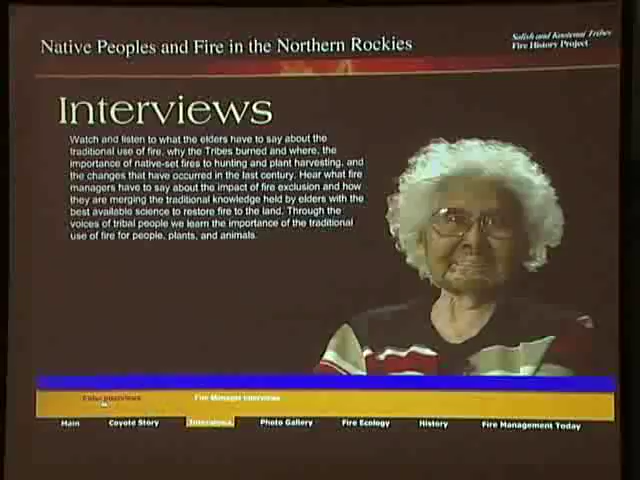 Native Peoples and Fire in the Northern Rockies
Salish and Kootenai Tribes
Fire History Project
Interviews
Watch and listen to what the elders have to say about the
traditional use of fire, why the Tribes burned and where, the
importance of native-set fires to hunting and plant harvesting, and
the changes that have occurred in the last century. Hear what fire
managers have to say about the impact of fire exclusion and how
they are merging the traditional knowledge held by elders with the
best available science to restore fire to the land. Through the
voices of tribal people we learn the importance of the traditional
use of fire for people, plants, and animals.
Elder Interviews
Fire Manager Interviews
Main
Coyote Story
Interviews
Photo Gallery
Fire Ecology
History
Fire Management Today